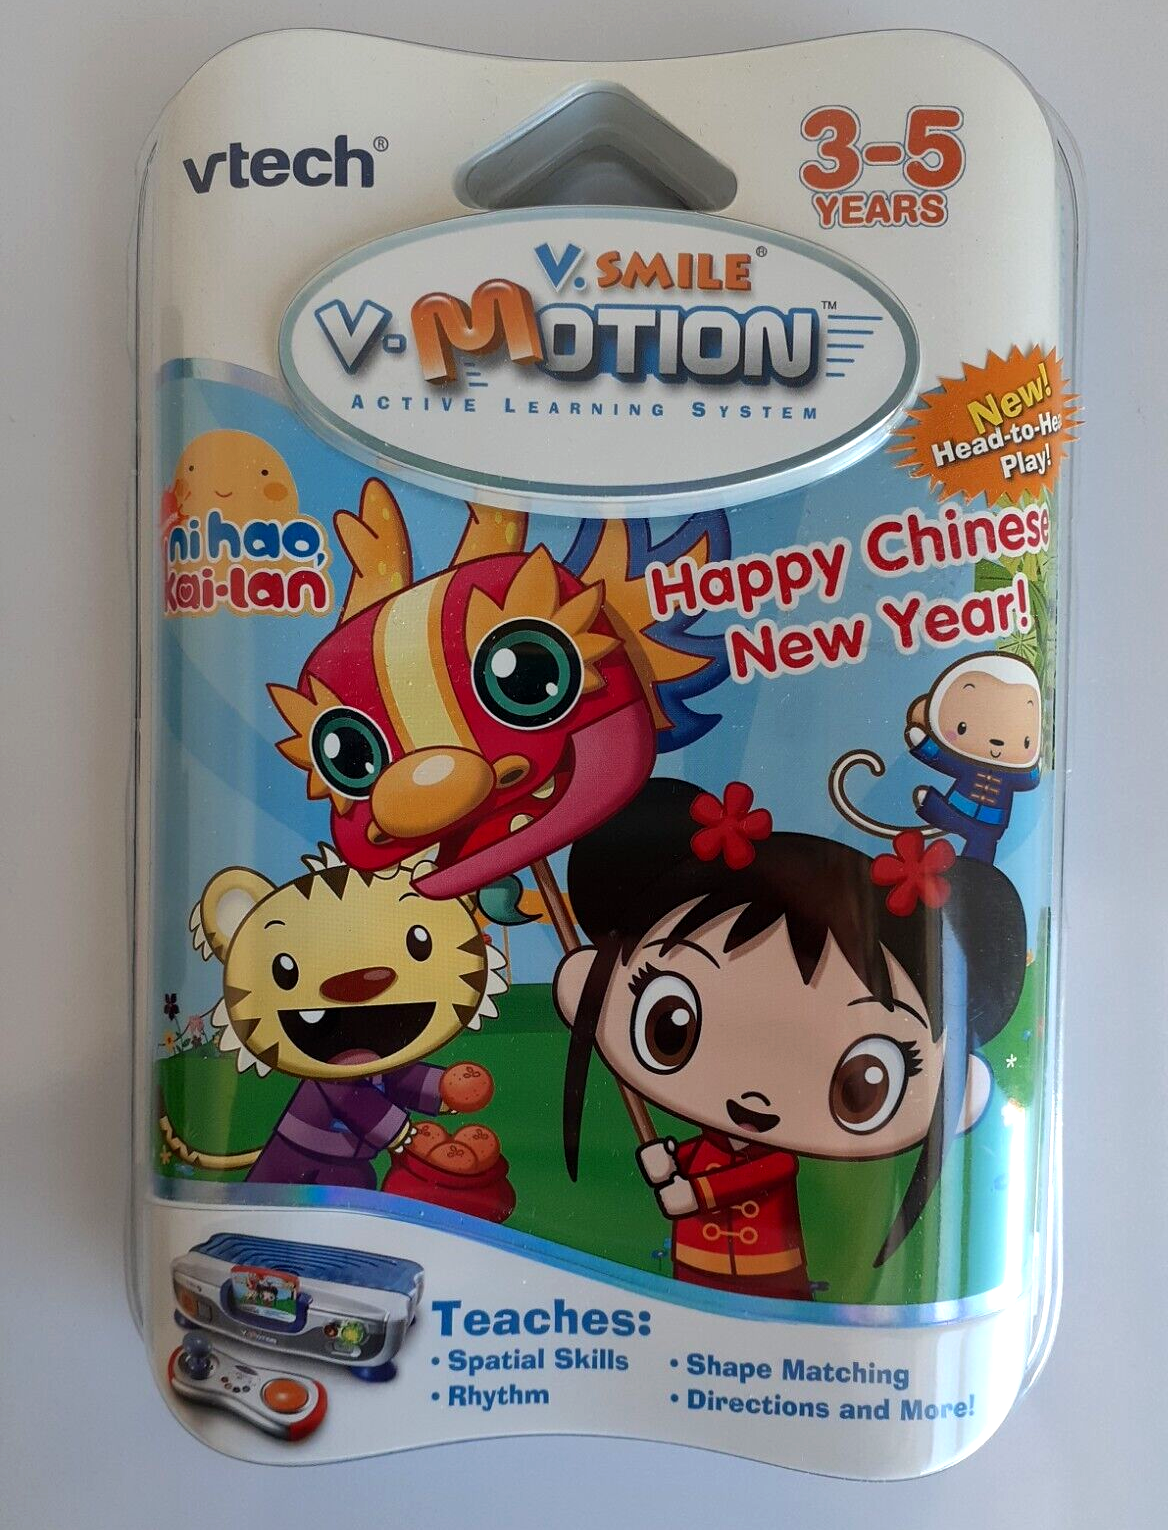 vtech®
3-5
YEARS
V.SMILE®
V-MOTION™
ACTIVE LEARNING SYSTEM
New!
Head-to-Hea
Play!
ni hao,
kai-lan
Happy Chinese
New Year!
V-MOTION
Teaches:
• Spatial Skills
• Rhythm
• Shape Matching
• Directions and More!